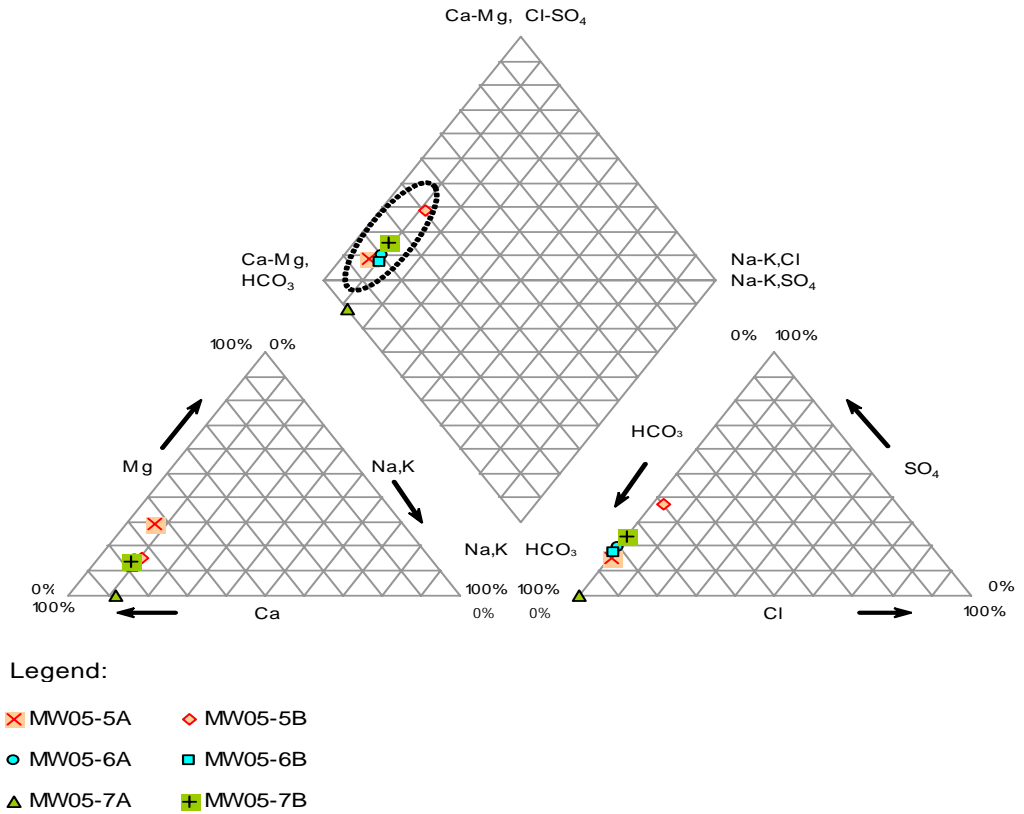 Ca-Mg, Cl-SO₄
Ca-Mg,
HCO₃
Na-K,Cl
Na-K,SO₄
100% 0%
0% 100%
HCO₃
Mg
Na,K
SO₄
Na,K HCO₃
0%
100%
Ca
100% 100%
0% 0%
Cl
0%
100%
Legend:
MW05-5A MW05-5B
MW05-6A MW05-6B
MW05-7A MW05-7B